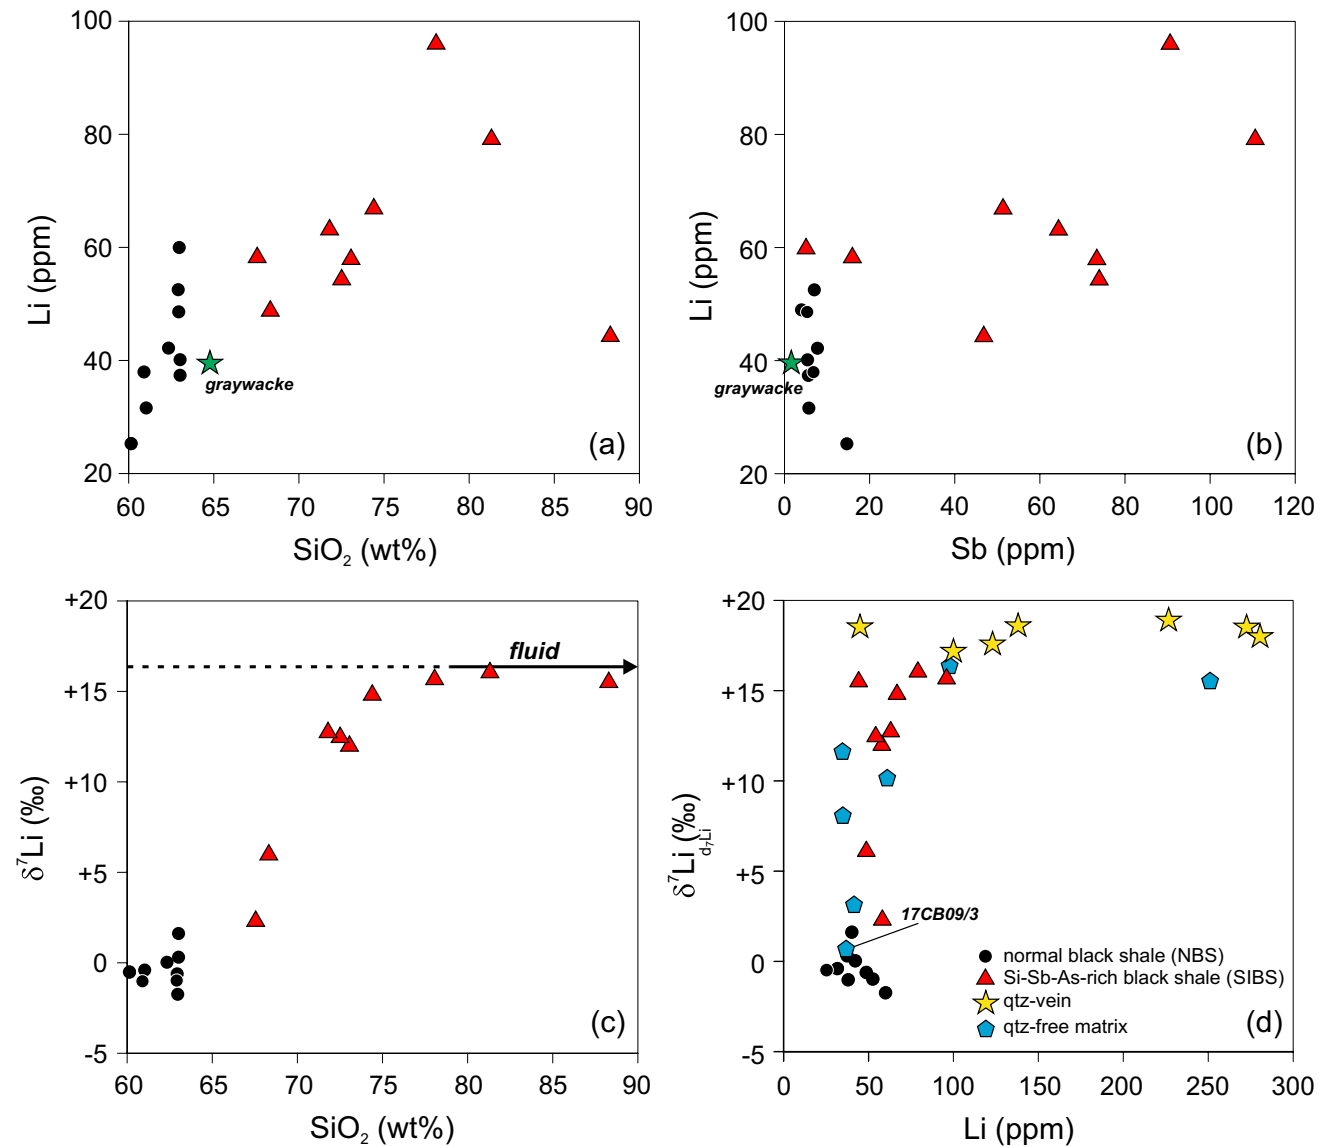 100
80
60
40
20
Li (ppm)
graywacke
(a)
60 65 70 75 80 85 90
SiO₂ (wt%)
100
80
60
40
20
Li (ppm)
graywacke
(b)
0 20 40 60 80 100 120
Sb (ppm)
+20
+15
+10
+5
0
-5
δ⁷Li (‰)
fluid
(c)
60 65 70 75 80 85 90
SiO₂ (wt%)
+20
+15
+10
+5
0
-5
δ⁷Li (‰)
d₇Li
17CB09/3
normal black shale (NBS)
Si-Sb-As-rich black shale (SIBS)
qtz-vein
qtz-free matrix
(d)
0 50 100 150 200 250 300
Li (ppm)